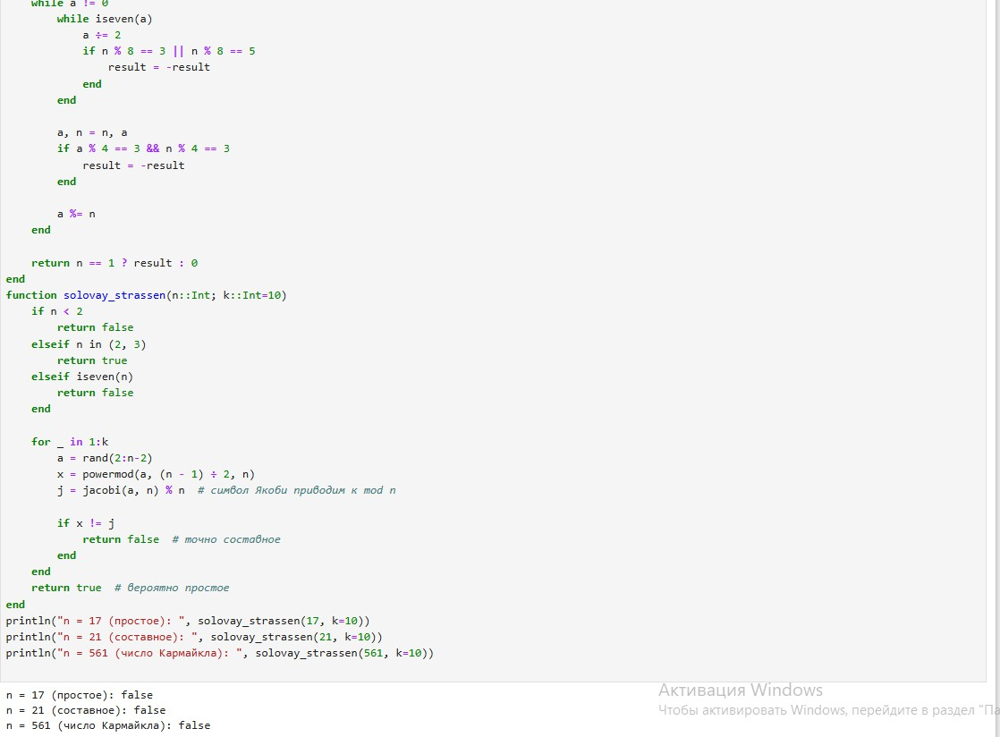 while a != 0
while iseven(a)
a ÷= 2
if n % 8 == 3 || n % 8 == 5
result = -result
end
end
a, n = n, a
if a % 4 == 3 && n % 4 == 3
result = -result
end
a %= n
end
return n == 1 ? result : 0
end
function solovay_strassen(n::Int; k::Int=10)
if n < 2
return false
elseif n in (2, 3)
return true
elseif iseven(n)
return false
end
for _ in 1:k
a = rand(2:n-2)
x = powermod(a, (n - 1) ÷ 2, n)
j = jacobi(a, n) % n  # символ Якоби приводим к mod n
if x != j
return false  # точно составное
end
end
return true  # вероятно простое
end
println("n = 17 (простое): ", solovay_strassen(17, k=10))
println("n = 21 (составное): ", solovay_strassen(21, k=10))
println("n = 561 (число Кармайкла): ", solovay_strassen(561, k=10))
n = 17 (простое): false
n = 21 (составное): false
n = 561 (число Кармайкла): false
Активация Windows
Чтобы активировать Windows, перейдите в раздел "Па